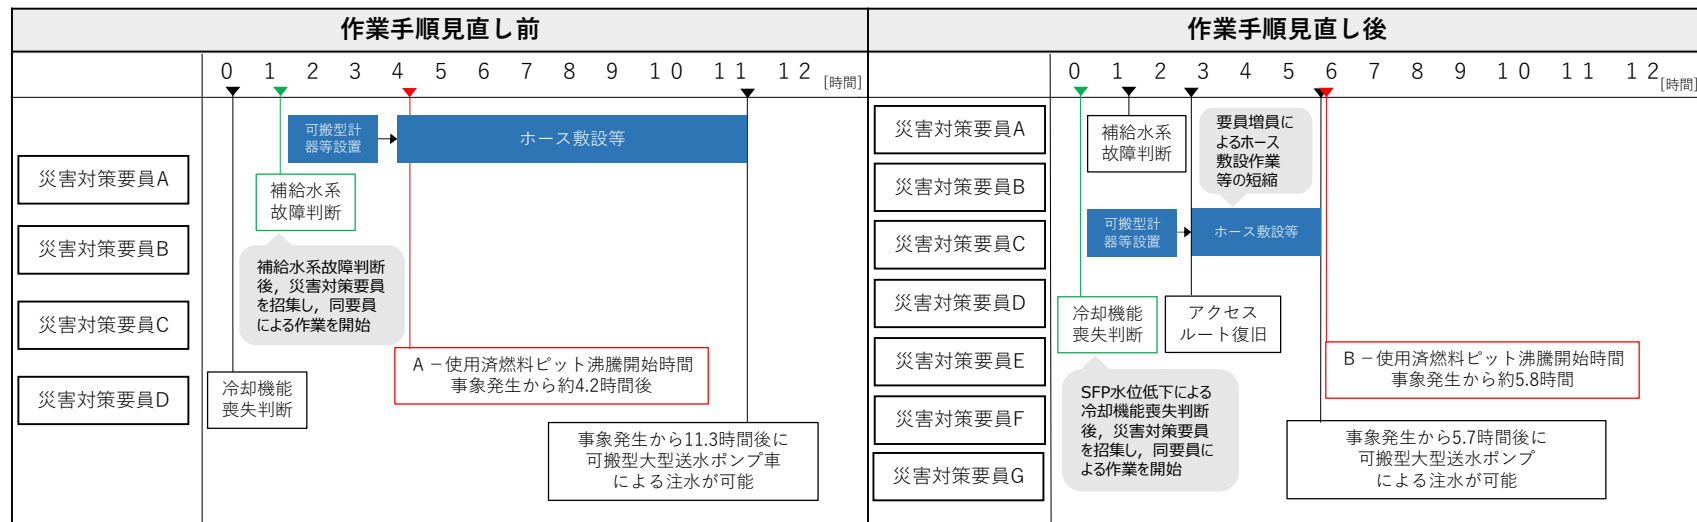 作業手順見直し前
0 1 2 3 4 5 6 7 8 9 10 11 12 [時間]
可搬型計
器等設置
ホース敷設等
災害対策要員A
災害対策要員B
災害対策要員C
災害対策要員D
補給水系
故障判断
補給水系故障判断
後，災害対策要員
を招集し，同要員
による作業を開始
A－使用済燃料ピット沸騰開始時間
事象発生から約4.2時間後
冷却機能
喪失判断
事象発生から11.3時間後に
可搬型大型送水ポンプ車
による注水が可能
作業手順見直し後
0 1 2 3 4 5 6 7 8 9 10 11 12 [時間]
災害対策要員A
災害対策要員B
災害対策要員C
災害対策要員D
災害対策要員E
災害対策要員F
災害対策要員G
補給水系
故障判断
要員増員に
よるホース
敷設作業
等の短縮
可搬型計
器等設置
ホース敷設等
冷却機能
喪失判断
アクセス
ルート復旧
SFP水位低下による
冷却機能喪失判断
後，災害対策要員
を招集し，同要員に
よる作業を開始
B－使用済燃料ピット沸騰開始時間
事象発生から約5.8時間
事象発生から5.7時間後に
可搬型大型送水ポンプ
による注水が可能